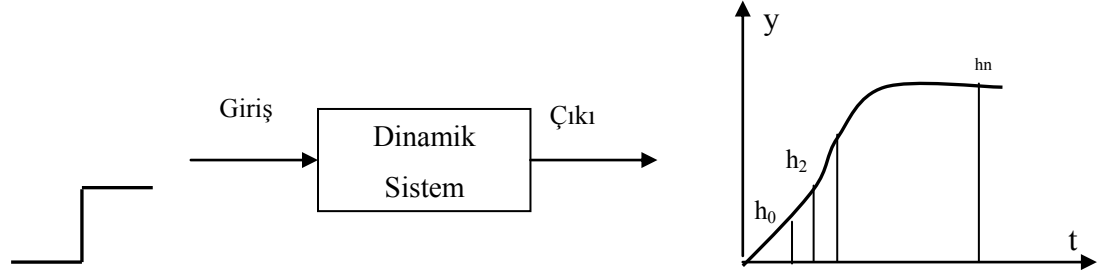 Giriş
Dinamik
Sistem
Çıkı
y
hn
h₂
h₀
t